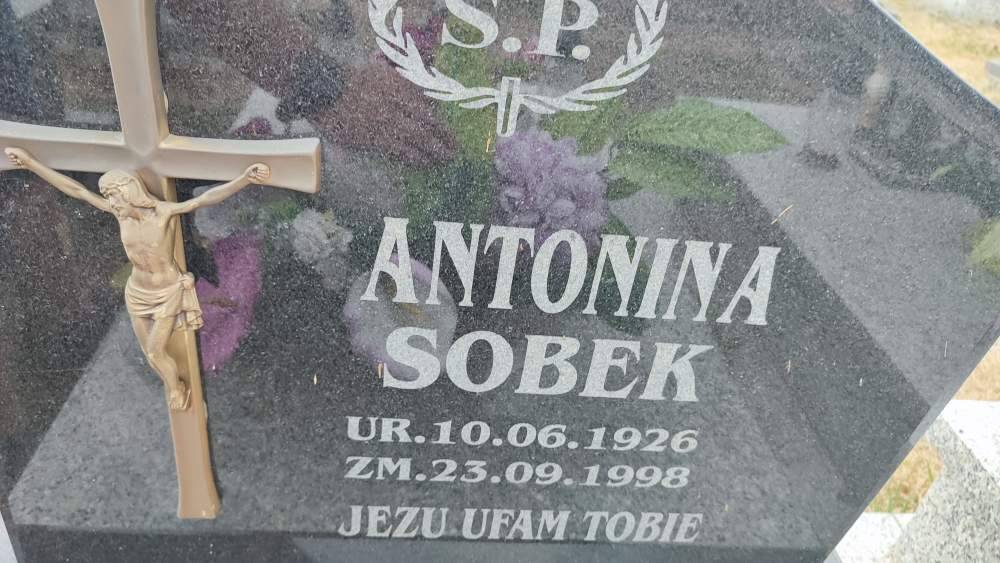 S.P.
ANTONINA
SOBEK
UR.10.06.1926
ZM.23.09.1998
JEZU UFAM TOBIE